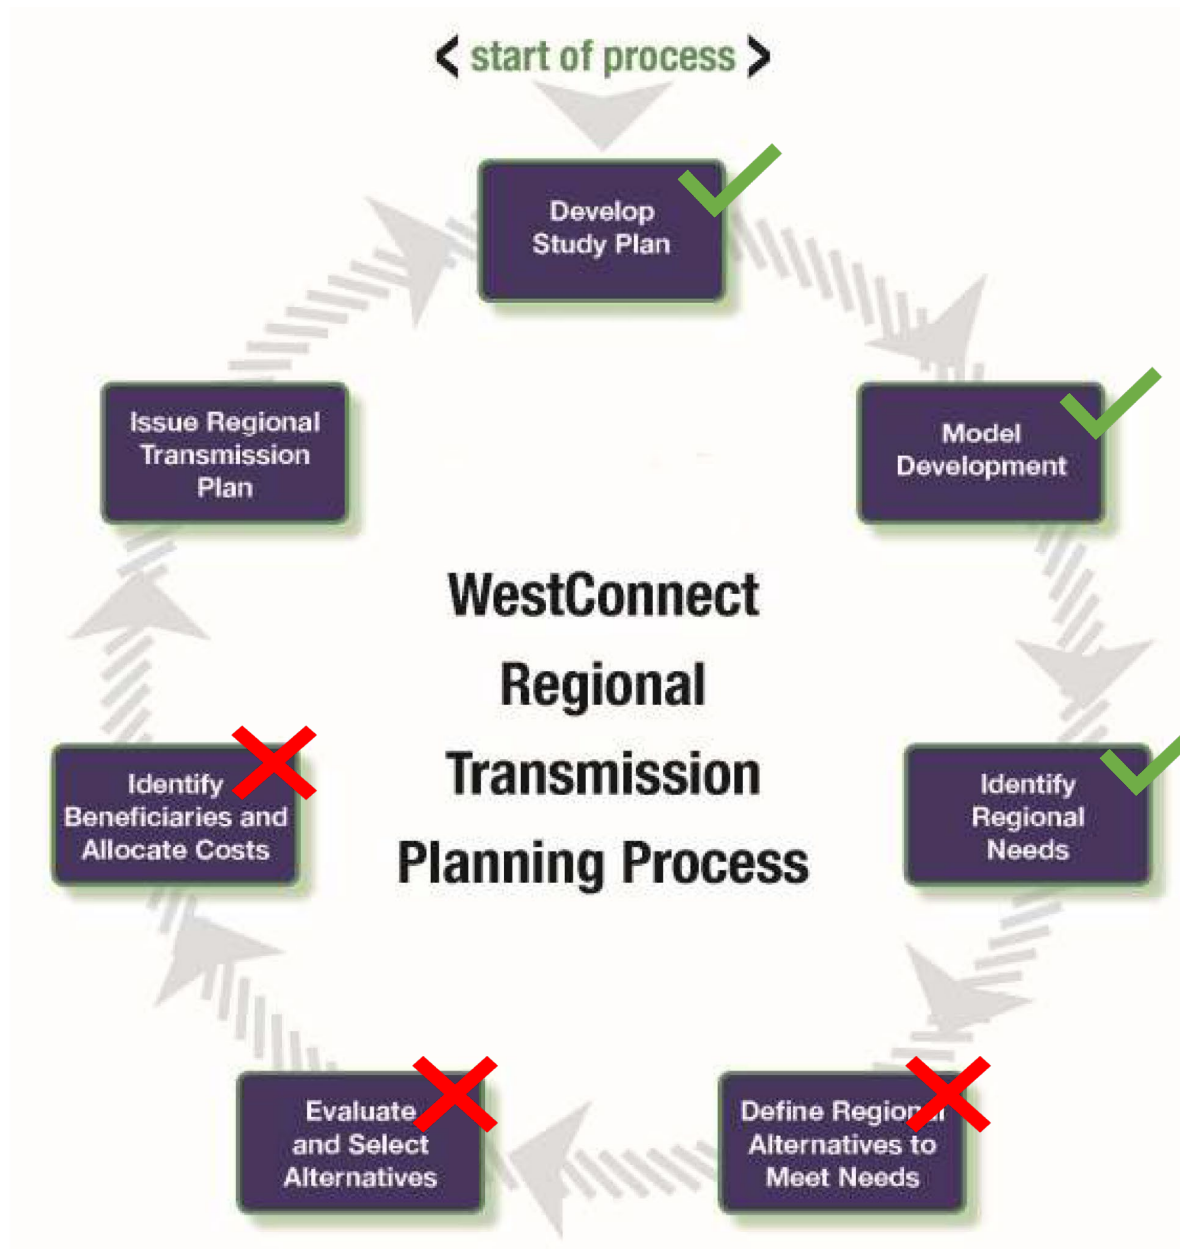 < start of process >
Develop
Study Plan
Model
Development
Identify
Regional
Needs
Define Regional
Alternatives to
Meet Needs
Evaluate
and Select
Alternatives
Identify
Beneficiaries and
Allocate Costs
Issue Regional
Transmission
Plan
WestConnect
Regional
Transmission
Planning Process